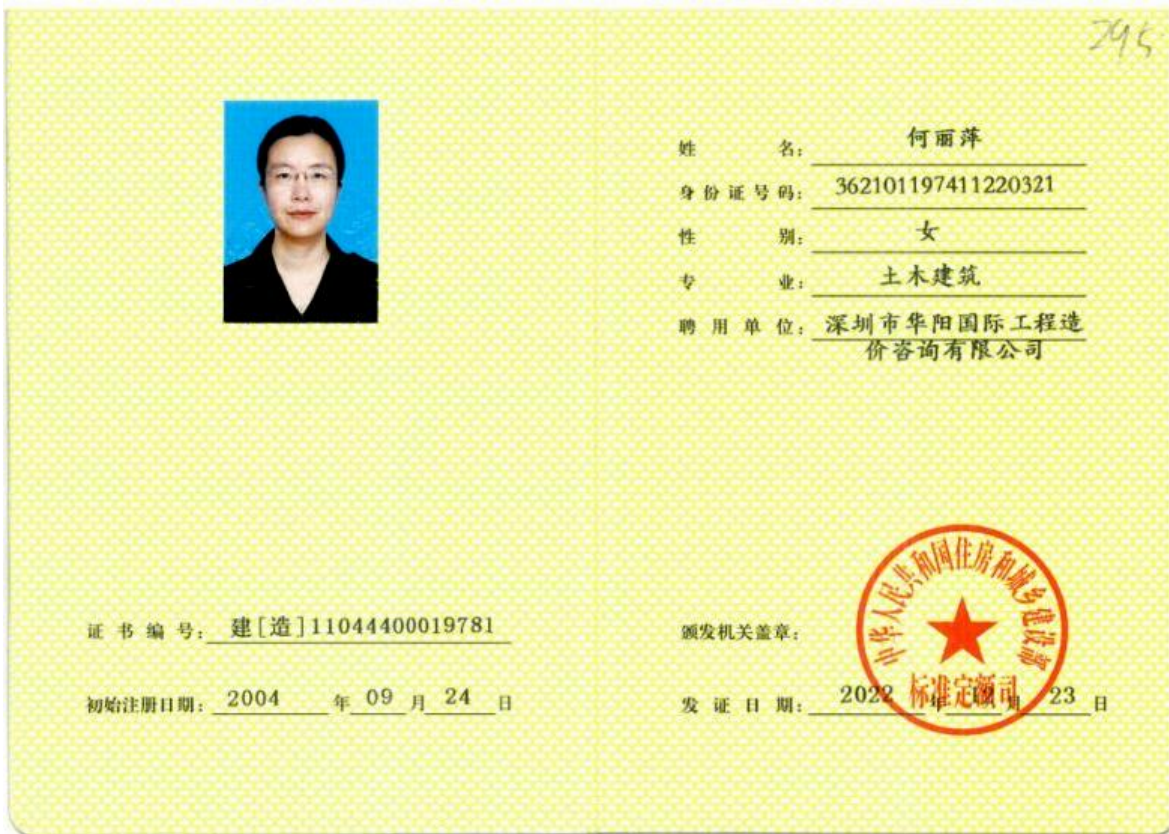 295
姓 名: 何丽萍
身份证号码: 362101197411220321
性 别: 女
专 业: 土木建筑
聘用单位: 深圳市华阳国际工程造
价咨询有限公司
证书编号: 建[造]11044400019781
初始注册日期: 2004 年 09 月 24 日
颁发机关盖章:
中华人民共和国住房和城乡建设部
标准定额司
发证日期: 2022 年 12 月 23 日